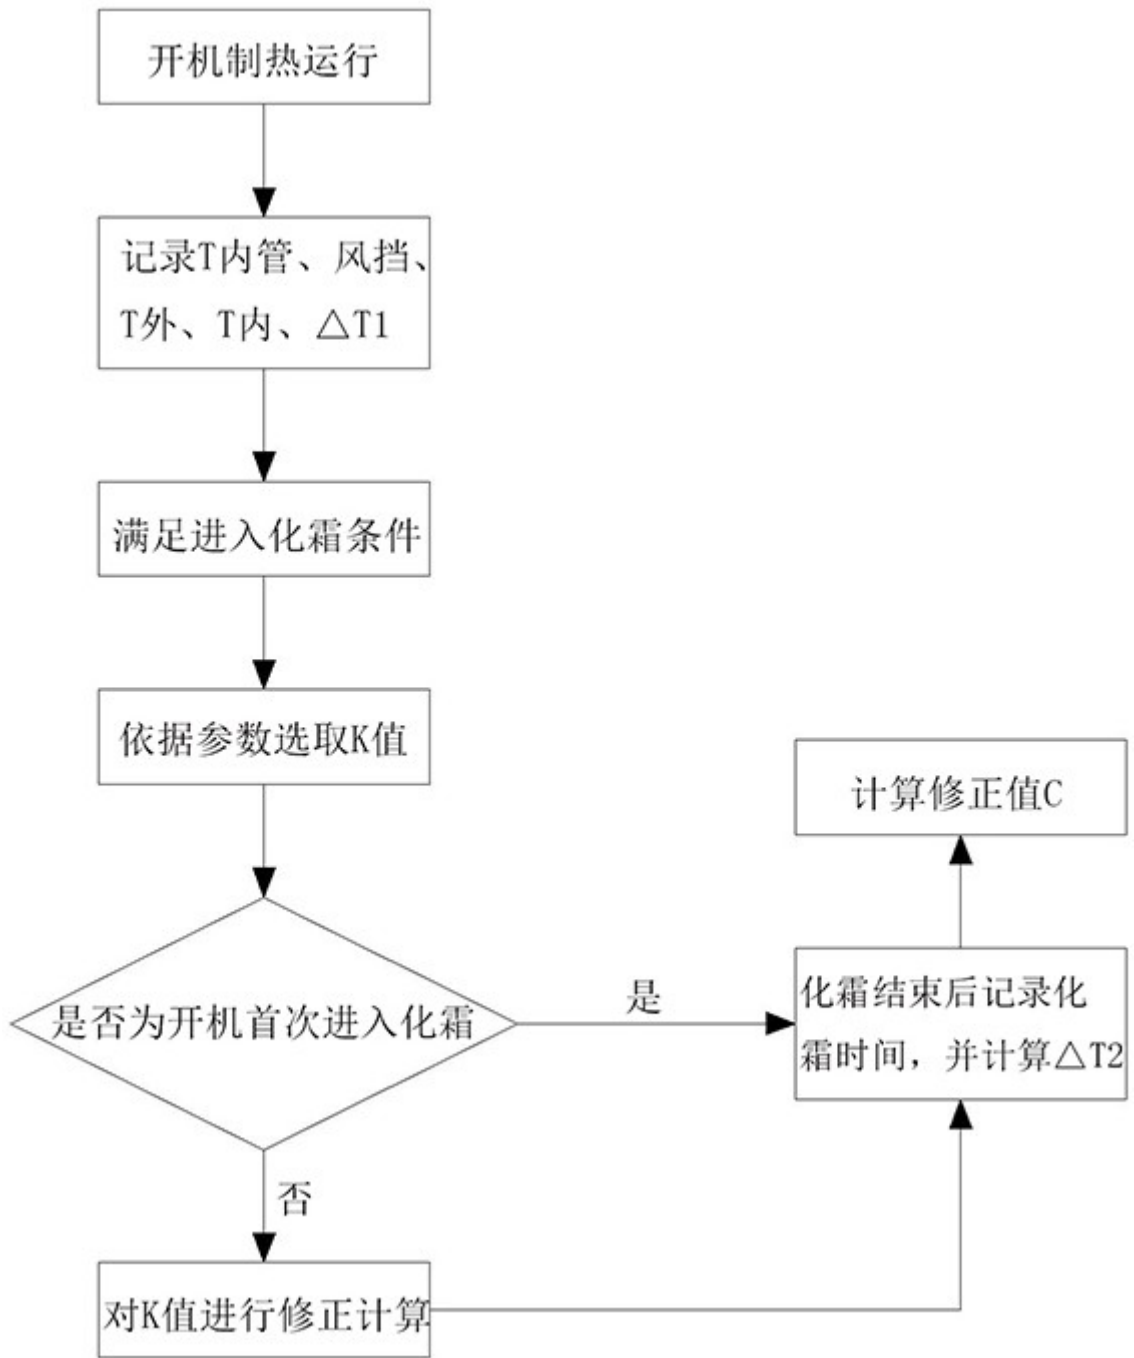 开机制热运行
记录T内管、风挡、
T外、T内、△T1
满足进入化霜条件
依据参数选取K值
计算修正值C
是否为开机首次进入化霜
是
化霜结束后记录化
霜时间，并计算△T2
否
对K值进行修正计算